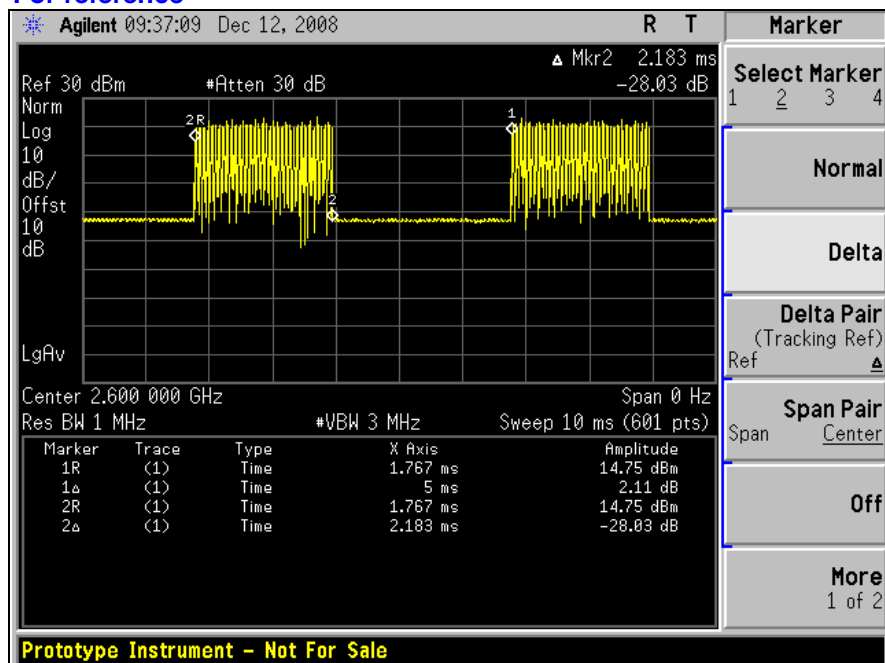 Agilent 09:37:09 Dec 12, 2008 R T Marker
Δ Mkr2 2.183 ms
Ref 30 dBm #Atten 30 dB -28.03 dB
Norm
Log
10
dB/
Offst
10
dB
LgAv
2R
1
2
Center 2.600 000 GHz Span 0 Hz
Res BW 1 MHz #VBW 3 MHz Sweep 10 ms (601 pts)
Marker Trace Type X Axis Amplitude
1R (1) Time 1.767 ms 14.75 dBm
1Δ (1) Time 5 ms 2.11 dB
2R (1) Time 1.767 ms 14.75 dBm
2Δ (1) Time 2.183 ms -28.03 dB
Select Marker
1 2 3 4
Normal
Delta
Delta Pair
(Tracking Ref)
Ref Δ
Span Pair
Span Center
Off
More
1 of 2
Prototype Instrument - Not For Sale